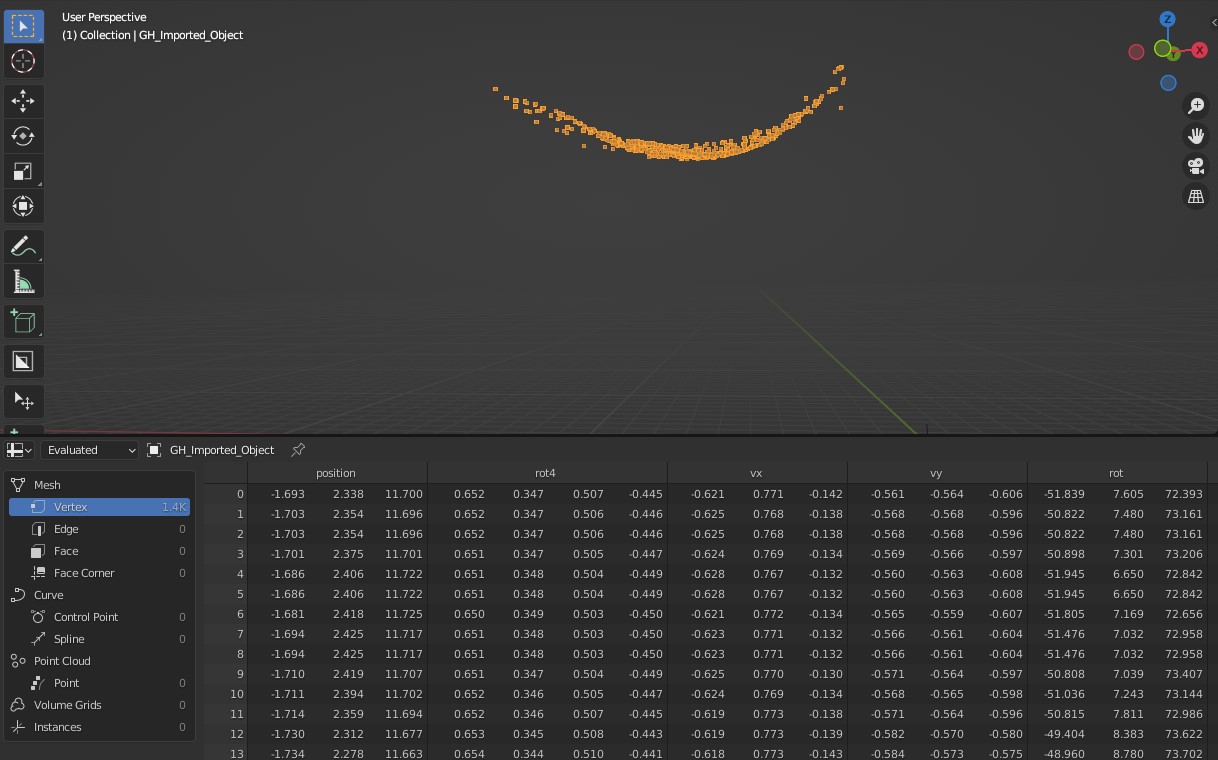 User Perspective
(1) Collection | GH_Imported_Object
Z
X
Y
Evaluated GH_Imported_Object
position rot4 vx vy rot
Mesh
Vertex 1.4K
Edge 0
Face 0
Face Corner 0
Curve
Control Point 0
Spline 0
Point Cloud
Point 0
Volume Grids 0
Instances 0
0 -1.693 2.338 11.700 0.652 0.347 0.507 -0.445 -0.621 0.771 -0.142 -0.561 -0.564 -0.606 -51.839 7.605 72.393
1 -1.703 2.354 11.696 0.652 0.347 0.506 -0.446 -0.625 0.768 -0.138 -0.568 -0.568 -0.596 -50.822 7.480 73.161
2 -1.703 2.354 11.696 0.652 0.347 0.506 -0.446 -0.625 0.768 -0.138 -0.568 -0.568 -0.596 -50.822 7.480 73.161
3 -1.701 2.375 11.701 0.651 0.347 0.505 -0.447 -0.624 0.769 -0.134 -0.569 -0.566 -0.597 -50.898 7.301 73.206
4 -1.686 2.406 11.722 0.651 0.348 0.504 -0.449 -0.628 0.767 -0.132 -0.560 -0.563 -0.608 -51.945 6.650 72.842
5 -1.686 2.406 11.722 0.651 0.348 0.504 -0.449 -0.628 0.767 -0.132 -0.560 -0.563 -0.608 -51.945 6.650 72.842
6 -1.681 2.418 11.725 0.650 0.349 0.503 -0.450 -0.621 0.772 -0.134 -0.565 -0.559 -0.607 -51.805 7.169 72.656
7 -1.694 2.425 11.717 0.651 0.348 0.503 -0.450 -0.623 0.771 -0.132 -0.566 -0.561 -0.604 -51.476 7.032 72.958
8 -1.694 2.425 11.717 0.651 0.348 0.503 -0.450 -0.623 0.771 -0.132 -0.566 -0.561 -0.604 -51.476 7.032 72.958
9 -1.710 2.419 11.707 0.651 0.347 0.504 -0.449 -0.625 0.770 -0.130 -0.571 -0.564 -0.597 -50.808 7.039 73.407
10 -1.711 2.394 11.702 0.652 0.346 0.505 -0.447 -0.624 0.769 -0.134 -0.568 -0.565 -0.598 -51.036 7.243 73.144
11 -1.714 2.359 11.694 0.652 0.346 0.507 -0.445 -0.619 0.773 -0.138 -0.571 -0.564 -0.596 -50.815 7.811 72.986
12 -1.730 2.312 11.677 0.653 0.345 0.508 -0.443 -0.619 0.773 -0.139 -0.582 -0.570 -0.580 -49.404 8.383 73.622
13 -1.734 2.278 11.663 0.654 0.344 0.510 -0.441 -0.618 0.773 -0.143 -0.584 -0.573 -0.575 -48.960 8.780 73.702